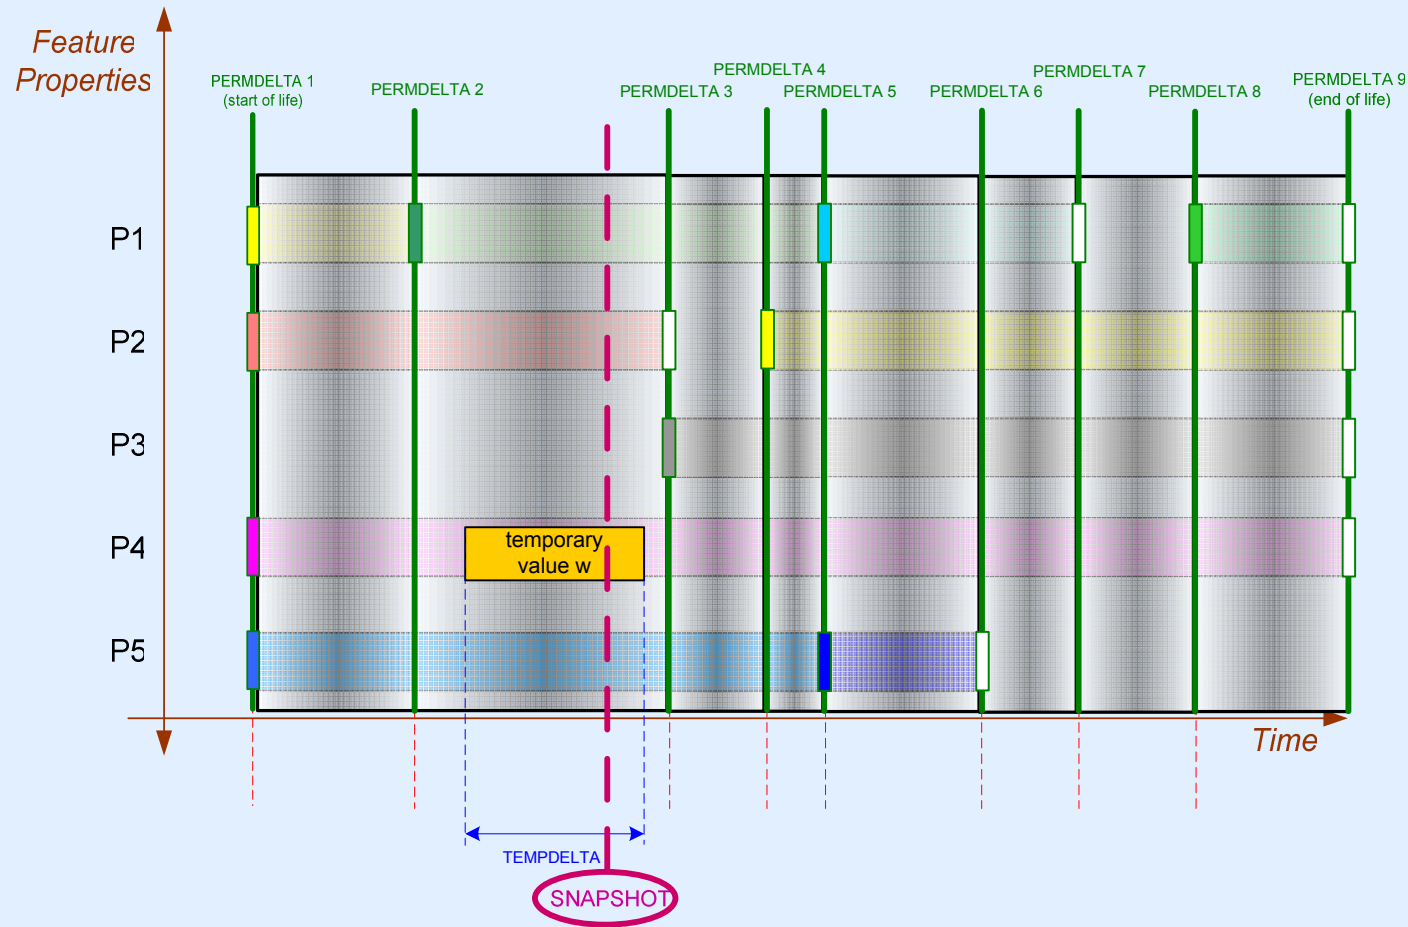 Feature
Properties
PERMDELTA 1
(start of life)
PERMDELTA 2
PERMDELTA 3
PERMDELTA 4
PERMDELTA 5
PERMDELTA 6
PERMDELTA 7
PERMDELTA 8
PERMDELTA 9
(end of life)
P1
P2
P3
P4
temporary
value w
P5
Time
TEMPDELTA
SNAPSHOT